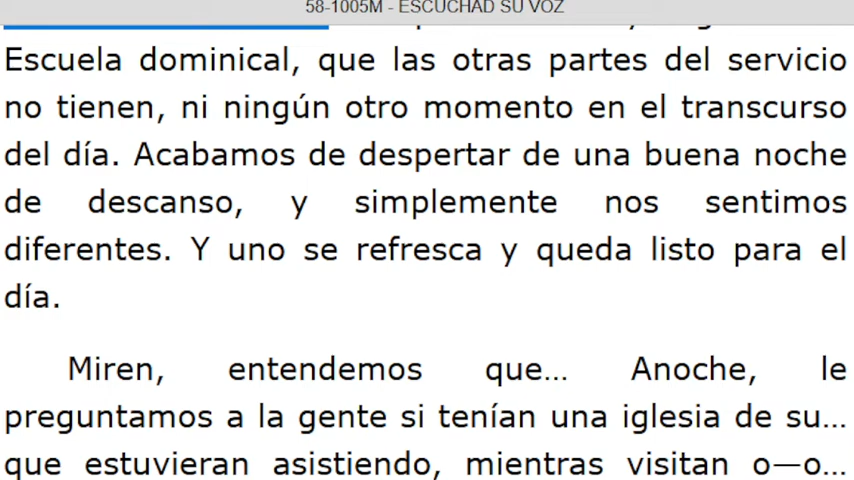 58-1005M - ESCUCHAD SU VOZ
Escuela dominical, que las otras partes del servicio
no tienen, ni ningún otro momento en el transcurso
del día. Acabamos de despertar de una buena noche
de descanso, y simplemente nos sentimos
diferentes. Y uno se refresca y queda listo para el
día.
Miren, entendemos que... Anoche, le
preguntamos a la gente si tenían una iglesia de su...
que estuvieran asistiendo, mientras visitan o—o...